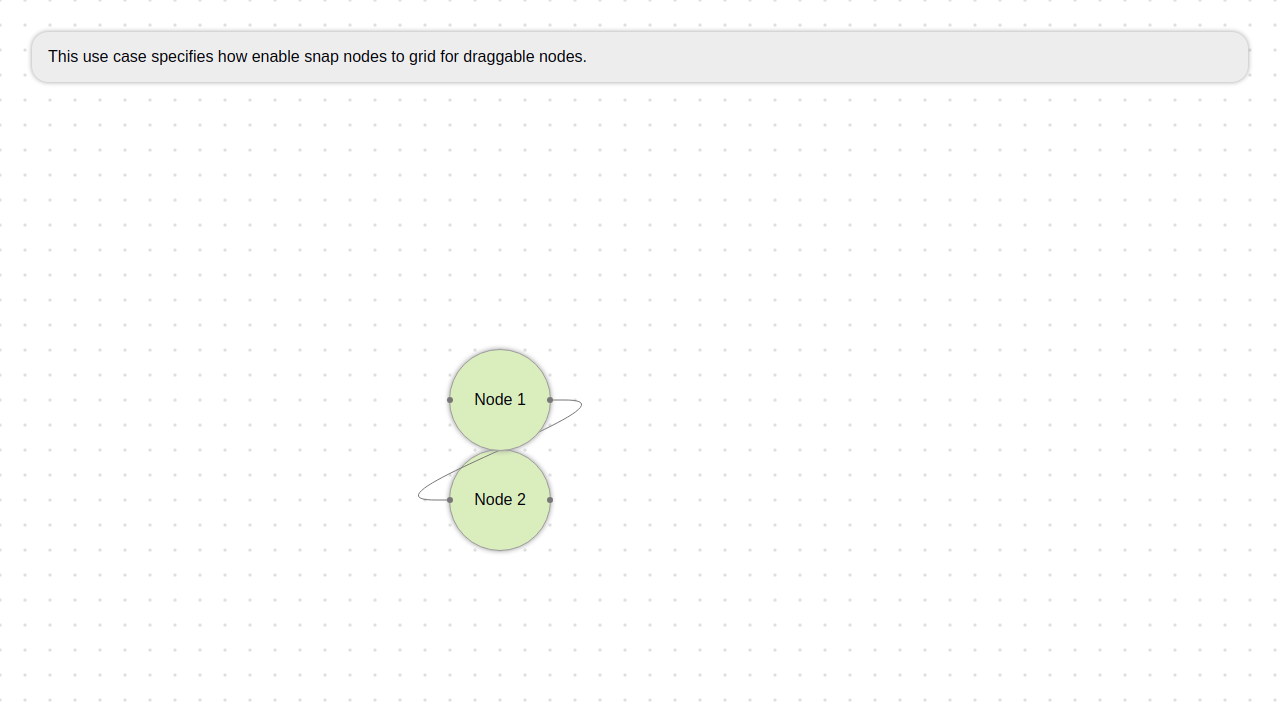 This use case specifies how enable snap nodes to grid for draggable nodes.
Node 1
Node 2